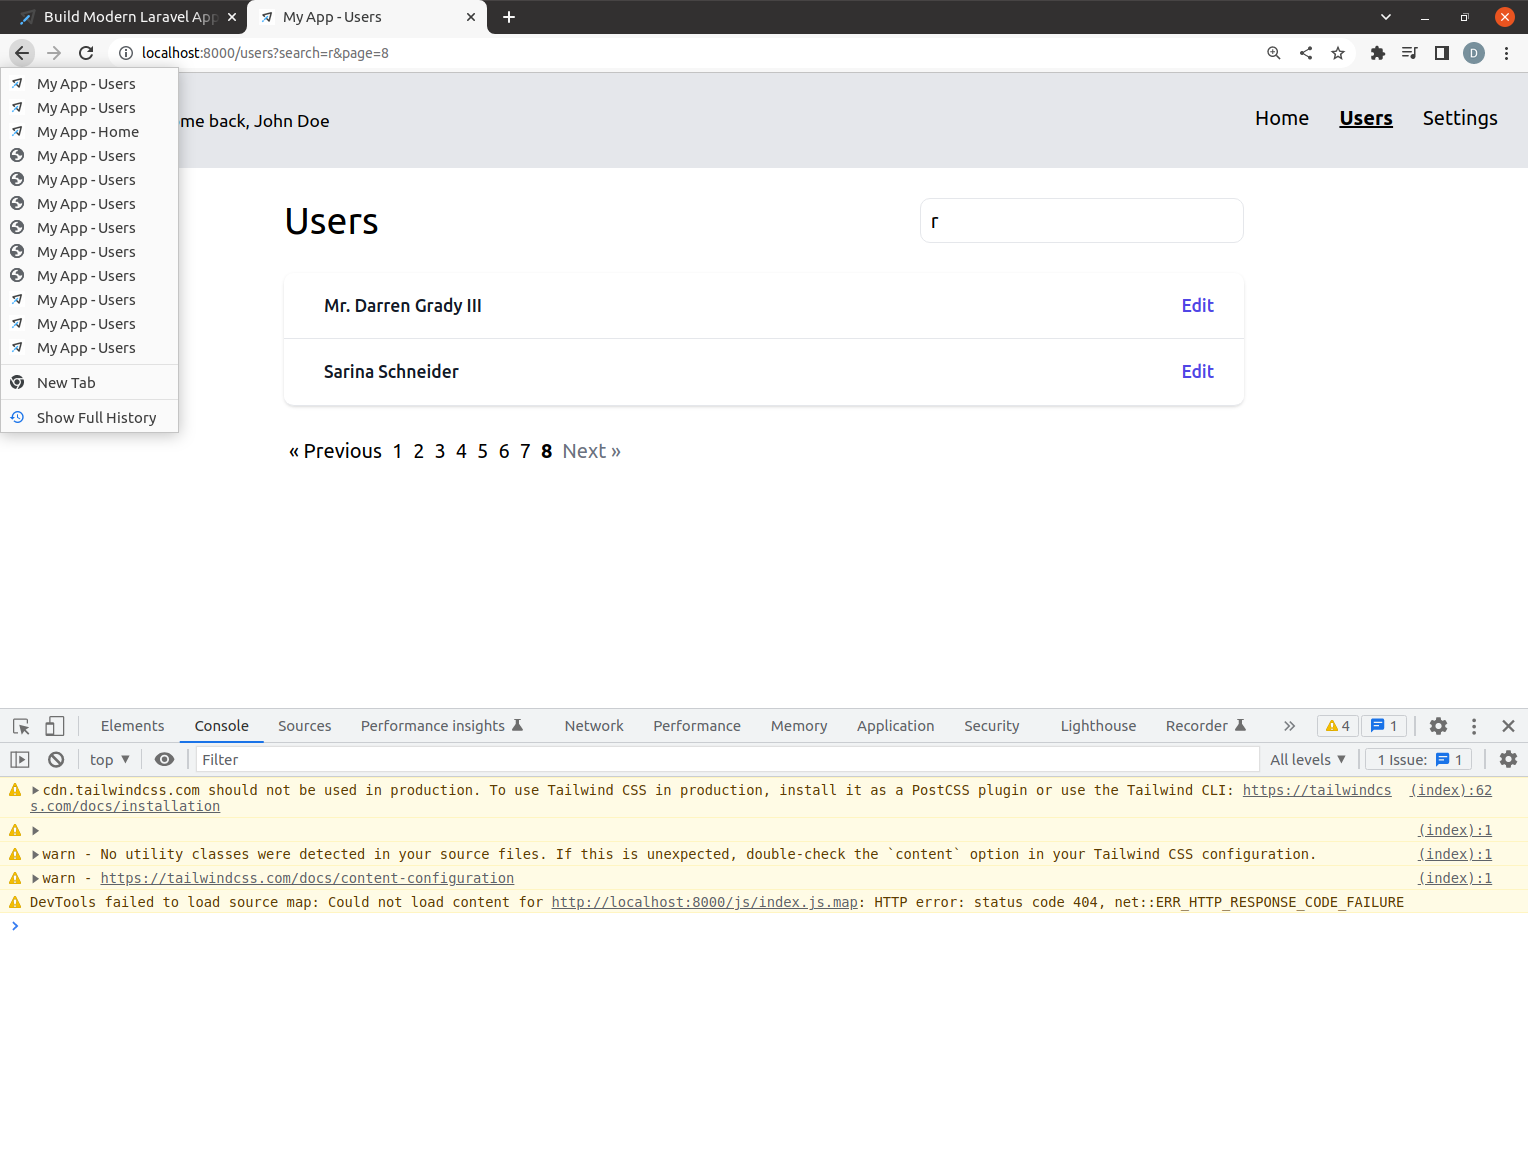 Build Modern Laravel App
My App - Users
localhost:8000/users?search=r&page=8
D
My App - Users
My App - Users
My App - Home
My App - Users
My App - Users
My App - Users
My App - Users
My App - Users
My App - Users
My App - Users
My App - Users
My App - Users
New Tab
Show Full History
me back, John Doe
Home Users Settings
Users
r
Mr. Darren Grady III Edit
Sarina Schneider Edit
« Previous 1 2 3 4 5 6 7 8 Next »
Elements Console Sources Performance insights Network Performance Memory Application Security Lighthouse Recorder » 4 1
top ▼ Filter All levels ▼ 1 Issue: 1
cdn.tailwindcss.com should not be used in production. To use Tailwind CSS in production, install it as a PostCSS plugin or use the Tailwind CLI: https://tailwindcs (index):62
s.com/docs/installation
(index):1
warn - No utility classes were detected in your source files. If this is unexpected, double-check the `content` option in your Tailwind CSS configuration. (index):1
warn - https://tailwindcss.com/docs/content-configuration (index):1
DevTools failed to load source map: Could not load content for http://localhost:8000/js/index.js.map: HTTP error: status code 404, net::ERR_HTTP_RESPONSE_CODE_FAILURE